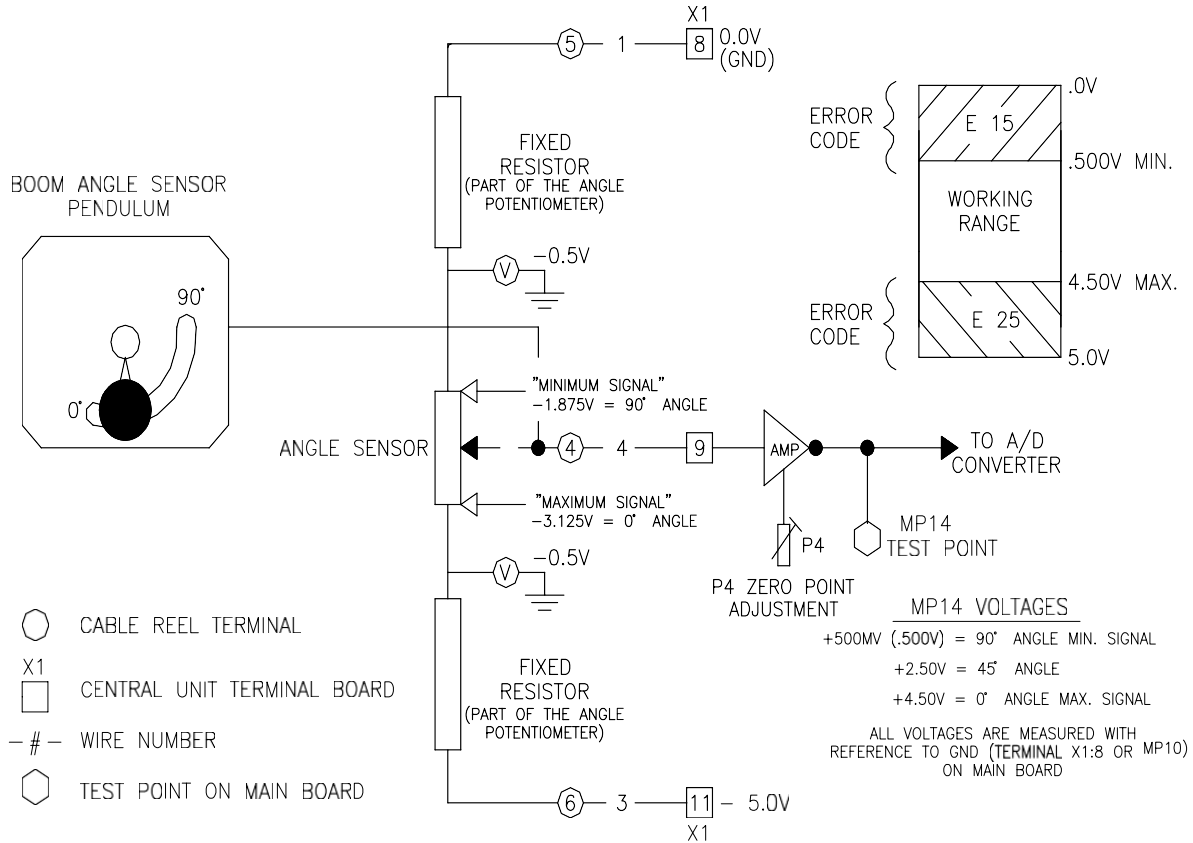 X1
5 1 8 0.0V
(GND)
ERROR
CODE
E 15
.0V
.500V MIN.
WORKING
RANGE
4.50V MAX.
ERROR
CODE
E 25
5.0V
FIXED
RESISTOR
(PART OF THE ANGLE
POTENTIOMETER)
BOOM ANGLE SENSOR
PENDULUM
90°
0°
V
-0.5V
"MINIMUM SIGNAL"
-1.875V = 90° ANGLE
ANGLE SENSOR
4 4 9
AMP
TO A/D
CONVERTER
"MAXIMUM SIGNAL"
-3.125V = 0° ANGLE
P4
MP14
TEST POINT
P4 ZERO POINT
ADJUSTMENT
V
-0.5V
MP14 VOLTAGES
+500MV (.500V) = 90° ANGLE MIN. SIGNAL
+2.50V = 45° ANGLE
+4.50V = 0° ANGLE MAX. SIGNAL
ALL VOLTAGES ARE MEASURED WITH
REFERENCE TO GND (TERMINAL X1:8 OR MP10)
ON MAIN BOARD
FIXED
RESISTOR
(PART OF THE ANGLE
POTENTIOMETER)
6 3 11 - 5.0V
X1
CABLE REEL TERMINAL
X1
CENTRAL UNIT TERMINAL BOARD
-#- WIRE NUMBER
TEST POINT ON MAIN BOARD